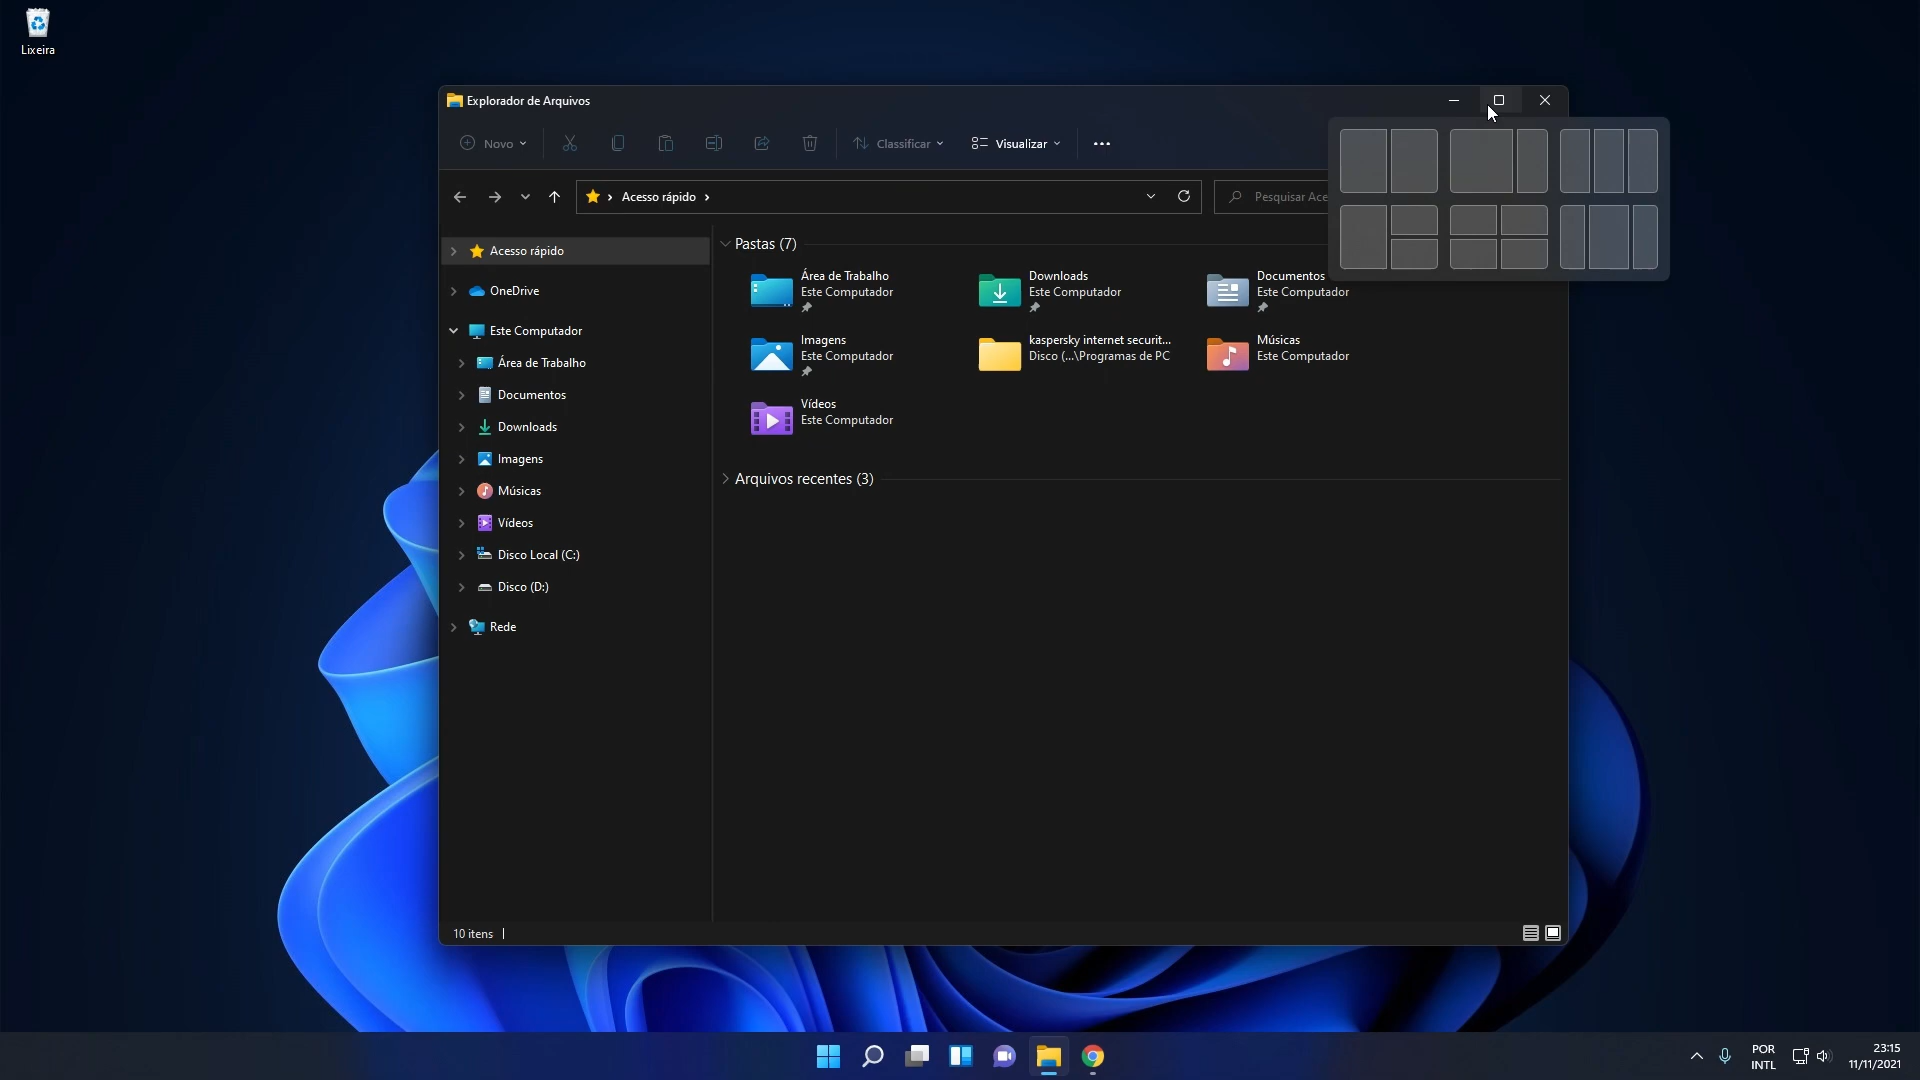 Lixeira
Explorador de Arquivos
Novo
Classificar
Visualizar
Acesso rápido
Pesquisar Ace
Acesso rápido
OneDrive
Este Computador
Área de Trabalho
Documentos
Downloads
Imagens
Músicas
Vídeos
Disco Local (C:)
Disco (D:)
Rede
Pastas (7)
Área de Trabalho
Este Computador
Downloads
Este Computador
Documentos
Este Computador
Imagens
Este Computador
kaspersky internet securit...
Disco (...\Programas de PC
Músicas
Este Computador
Vídeos
Este Computador
Arquivos recentes (3)
10 itens
POR
INTL
23:15
11/11/2021